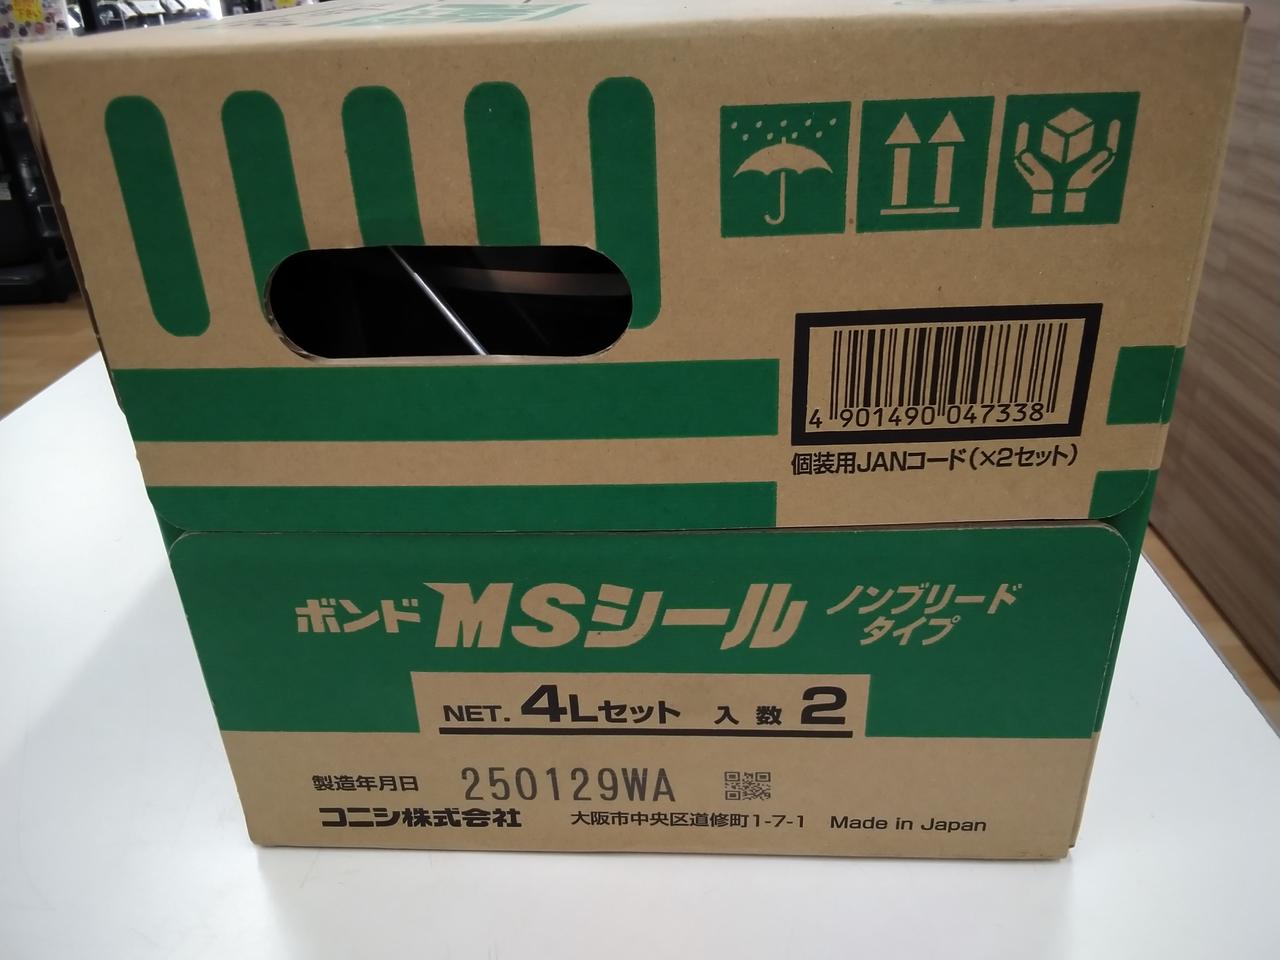 4 901490 047338
個装用JANコード(×2セット)
ボンド MSシール ノンブリード
タイプ
NET. 4Lセット 入数 2
製造年月日 250129WA
コニシ株式会社 大阪市中央区道修町1-7-1 Made in Japan